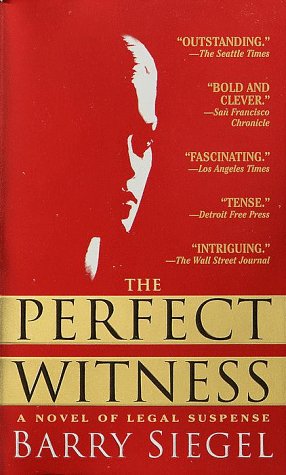 “OUTSTANDING.”
—The Seattle Times
“BOLD AND
CLEVER.”
—San Francisco
Chronicle
“FASCINATING.”
—Los Angeles Times
“TENSE.”
—Detroit Free Press
“INTRIGUING.”
—The Wall Street Journal
THE
PERFECT
WITNESS
A NOVEL OF LEGAL SUSPENSE
BARRY SIEGEL